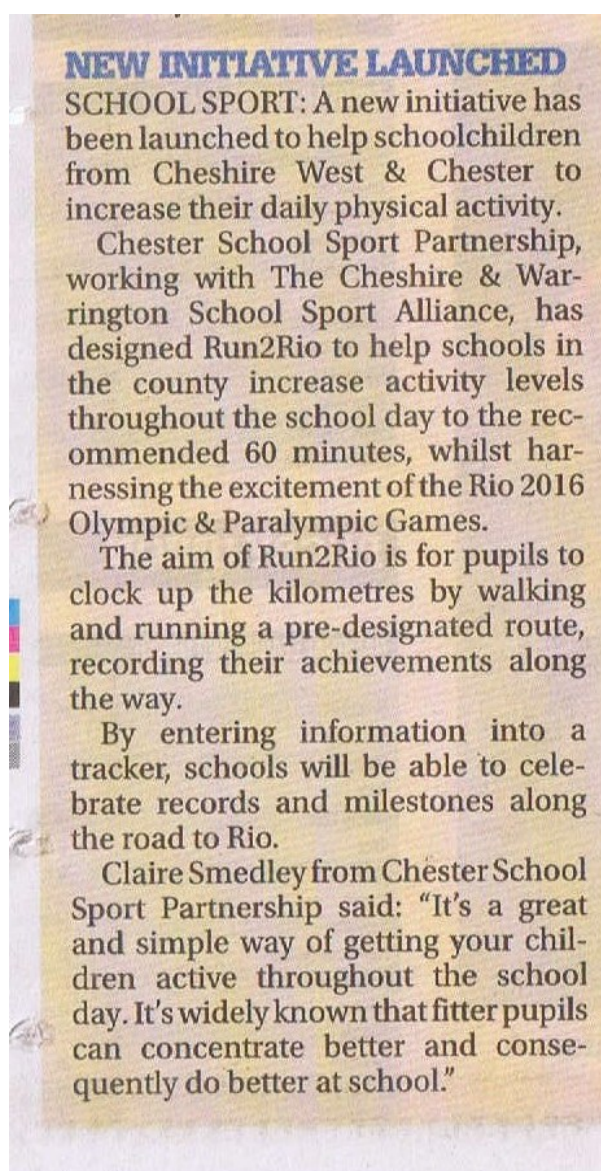 NEW INITIATIVE LAUNCHED
SCHOOL SPORT: A new initiative has
been launched to help schoolchildren
from Cheshire West & Chester to
increase their daily physical activity.
Chester School Sport Partnership,
working with The Cheshire & War-
rington School Sport Alliance, has
designed Run2Rio to help schools in
the county increase activity levels
throughout the school day to the rec-
ommended 60 minutes, whilst har-
nessing the excitement of the Rio 2016
Olympic & Paralympic Games.
The aim of Run2Rio is for pupils to
clock up the kilometres by walking
and running a pre-designated route,
recording their achievements along
the way.
By entering information into a
tracker, schools will be able to cele-
brate records and milestones along
the road to Rio.
Claire Smedley from Chester School
Sport Partnership said: “It's a great
and simple way of getting your chil-
dren active throughout the school
day. It's widely known that fitter pupils
can concentrate better and conse-
quently do better at school.”